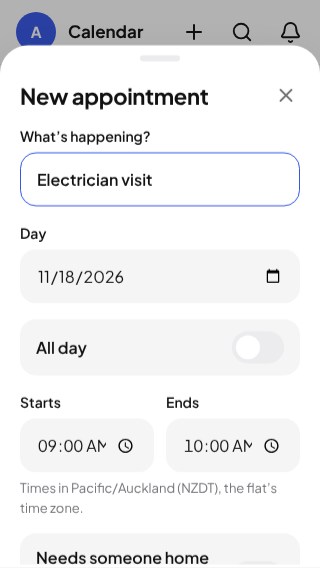 A
Calendar
New appointment
What's happening?
Electrician visit
Day
11/18/2026
All day
Starts
Ends
09:00 AM
10:00 AM
Times in Pacific/Auckland (NZDT), the flat's
time zone.
Needs someone home